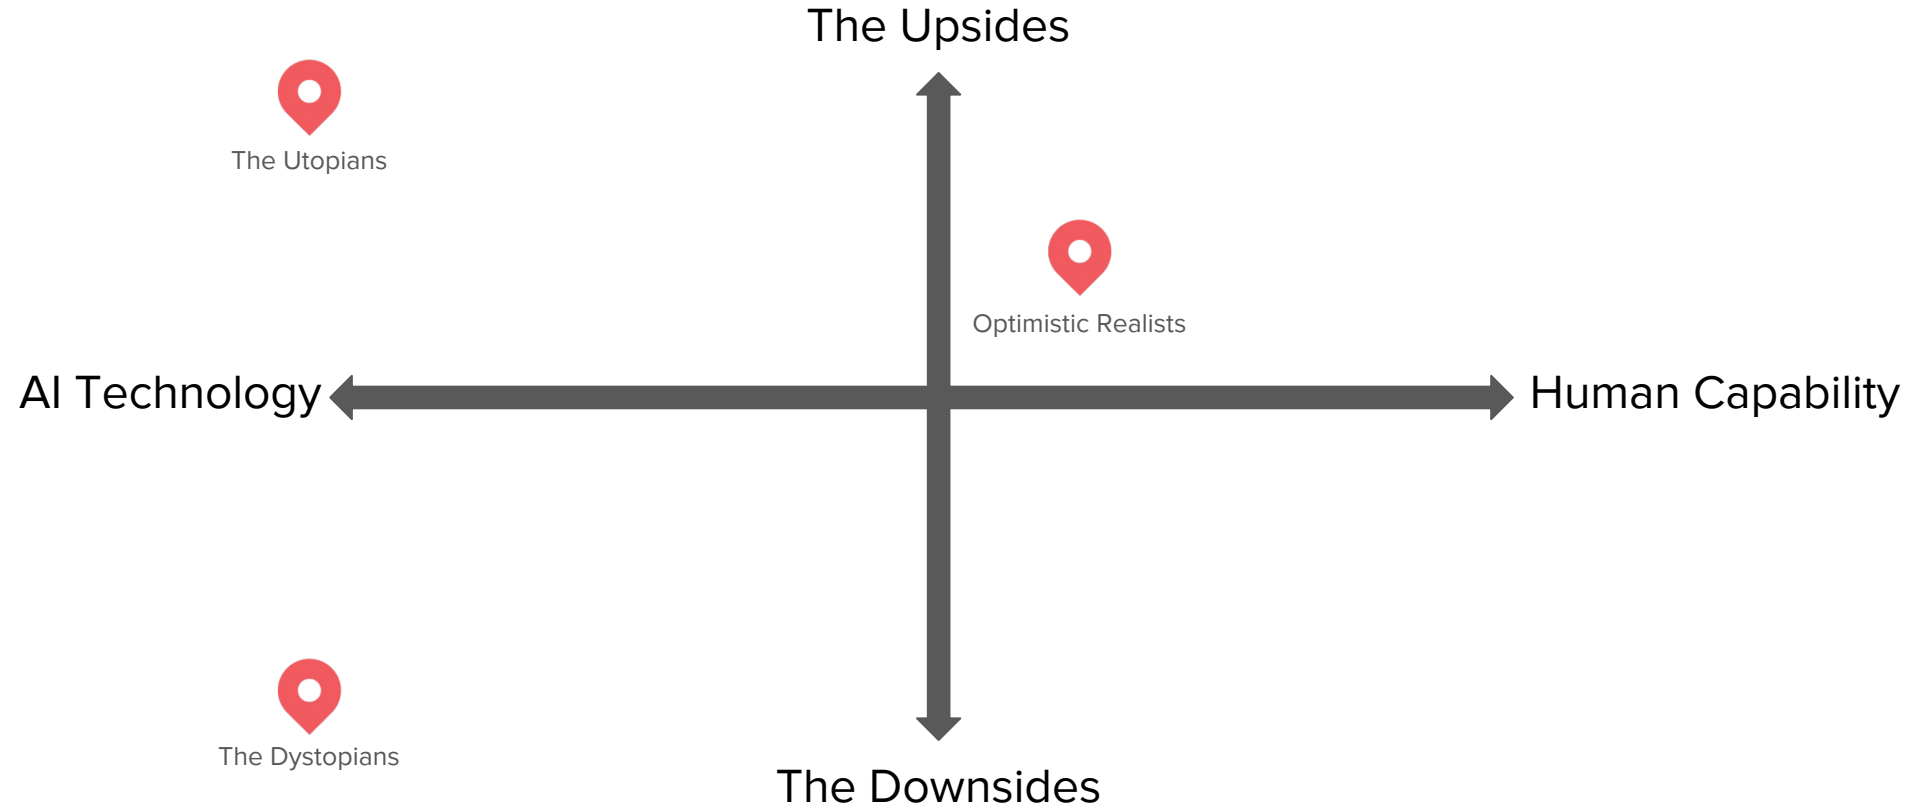 The Upsides
The Utopians
Optimistic Realists
AI Technology
Human Capability
The Dystopians
The Downsides